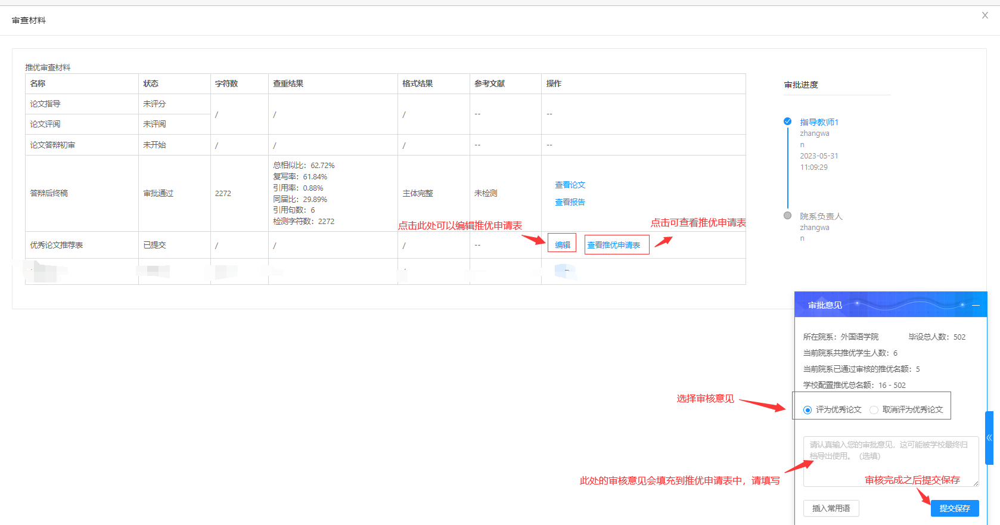 审查材料
推优审查材料
名称 状态 字符数 查重结果 格式结果 参考文献 操作
论文指导 未评分 / / / -- --
论文评阅 未评阅
论文答辩初审 未开始 / / / -- --
答辩后终稿 审批通过 2272
总相似比：62.72%
复写率：61.84%
引用率：0.88%
同届比：29.89%
引用句数：6
检测字符数：2272
主体完整 未检测
查看论文
查看报告
点击此处可以编辑推优申请表
点击可查看推优申请表
优秀论文推荐表 已提交 / / / -- 编辑 查看推优申请表
审批进度
指导教师1
zhangwa
n
2023-05-31
11:09:29
院系负责人
zhangwa
n
审批意见
所在院系：外国语学院 毕设总人数：502
当前院系共推优学生人数：6
当前院系已通过审核的推优名额：5
学校配置推优总名额：16 - 502
选择审核意见
评为优秀论文 取消评为优秀论文
请认真输入您的审批意见，这可能被学校最终归
档导出使用。（选填）
此处的审核意见会填充到推优申请表中，请填写
审核完成之后提交保存
插入常用语 提交保存